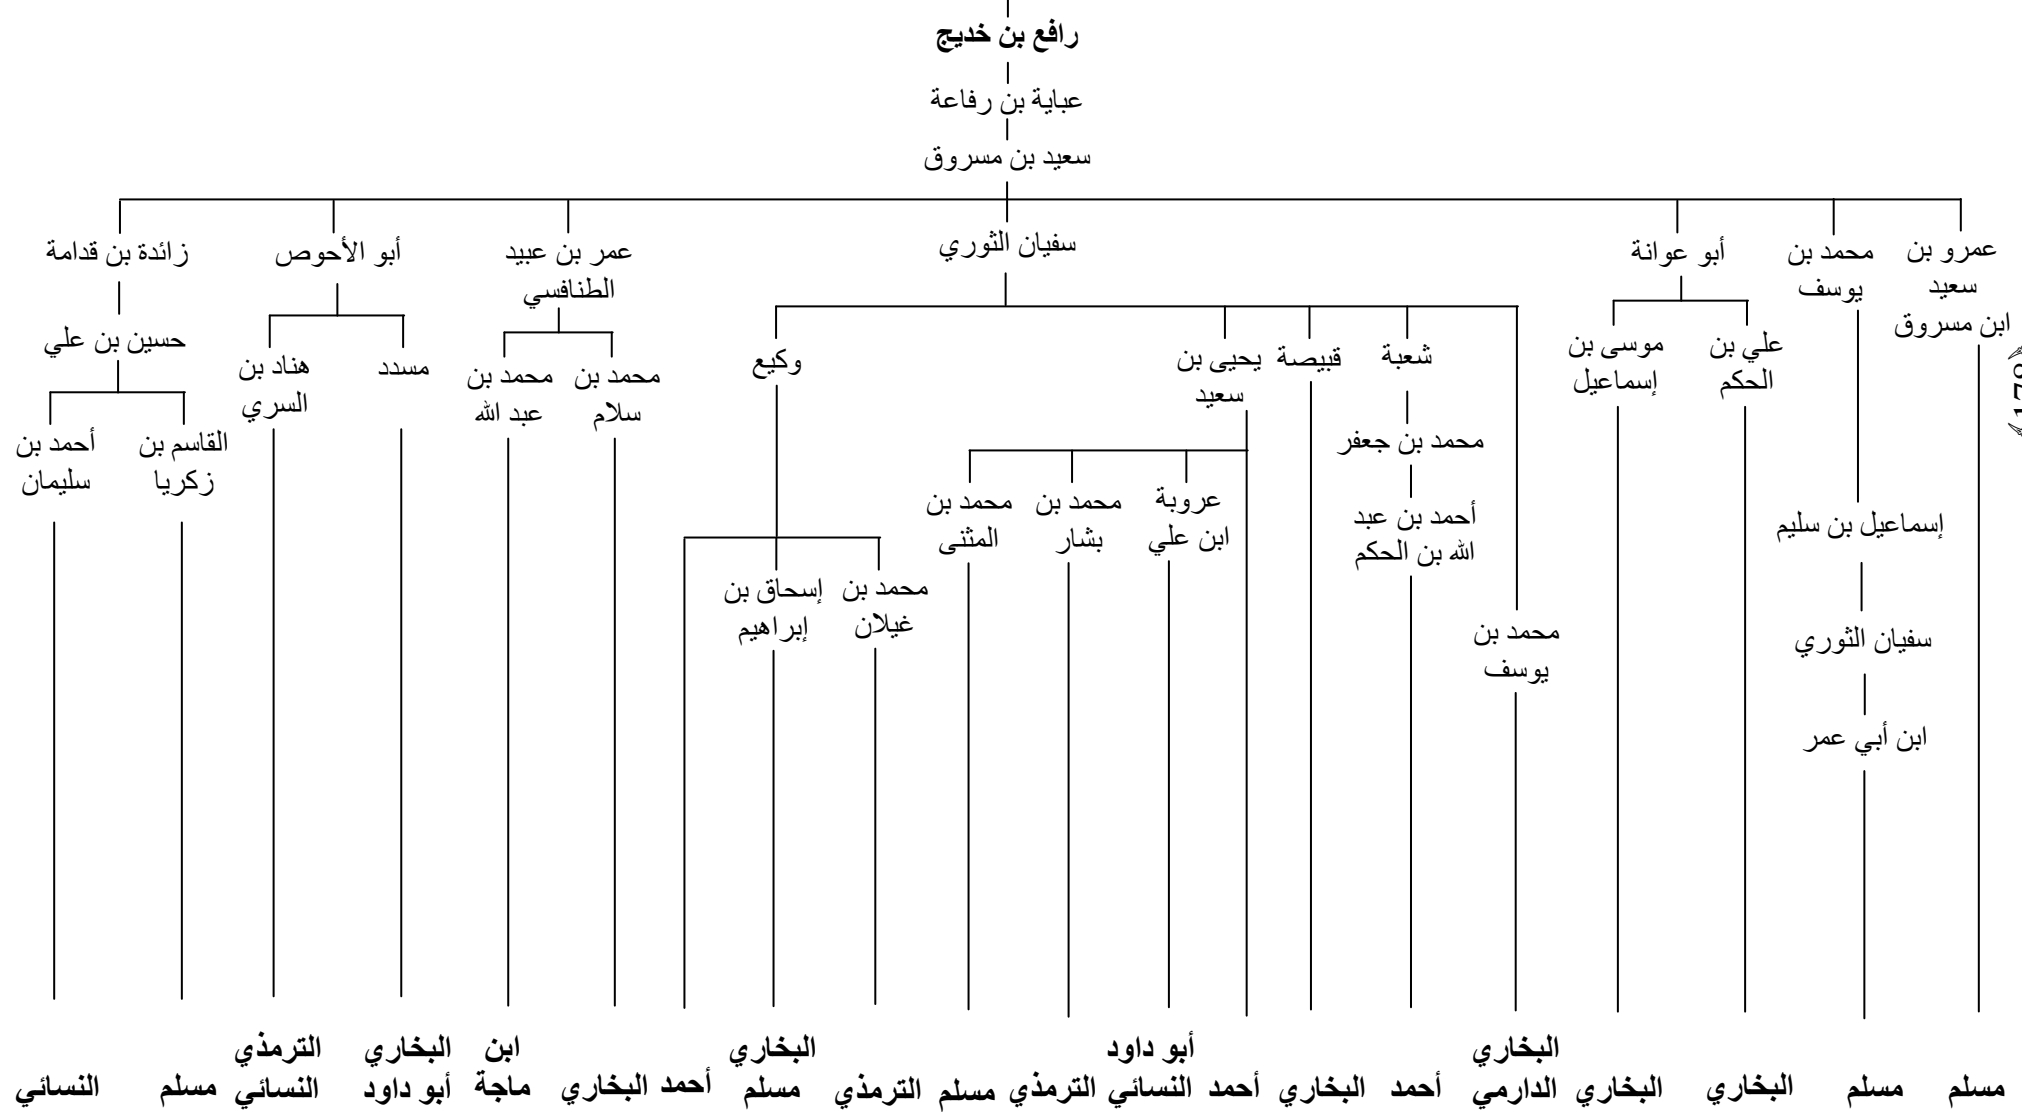 رافع بن خديج
عباية بن رفاعة
سعيد بن مسروق
عمرو بن
سعيد
ابن مسروق
محمد بن
يوسف
أبو عوانة
سفيان الثوري
عمر بن عبيد
الطنافسي
أبو الأحوص
زائدة بن قدامة
علي بن
الحكم
موسى بن
إسماعيل
شعبة
قبيصة
يحيى بن
سعيد
وكيع
محمد بن
سلام
محمد بن
عبد الله
مسدد
هناد بن
السري
حسين بن علي
محمد بن جعفر
القاسم بن
زكريا
أحمد بن
سليمان
إسماعيل بن سليم
أحمد بن عبد
الله بن الحكم
عروبة
ابن علي
محمد بن
بشار
محمد بن
المثنى
محمد بن
غيلان
إسحاق بن
إبراهيم
سفيان الثوري
محمد بن
يوسف
ابن أبي عمر
مسلم
مسلم
البخاري
البخاري
البخاري
الدارمي
أحمد
البخاري
أحمد
أبو داود
النسائي
الترمذي
مسلم
الترمذي
البخاري
مسلم
أحمد
البخاري
ابن
ماجة
البخاري
أبو داود
الترمذي
النسائي
مسلم
النسائي